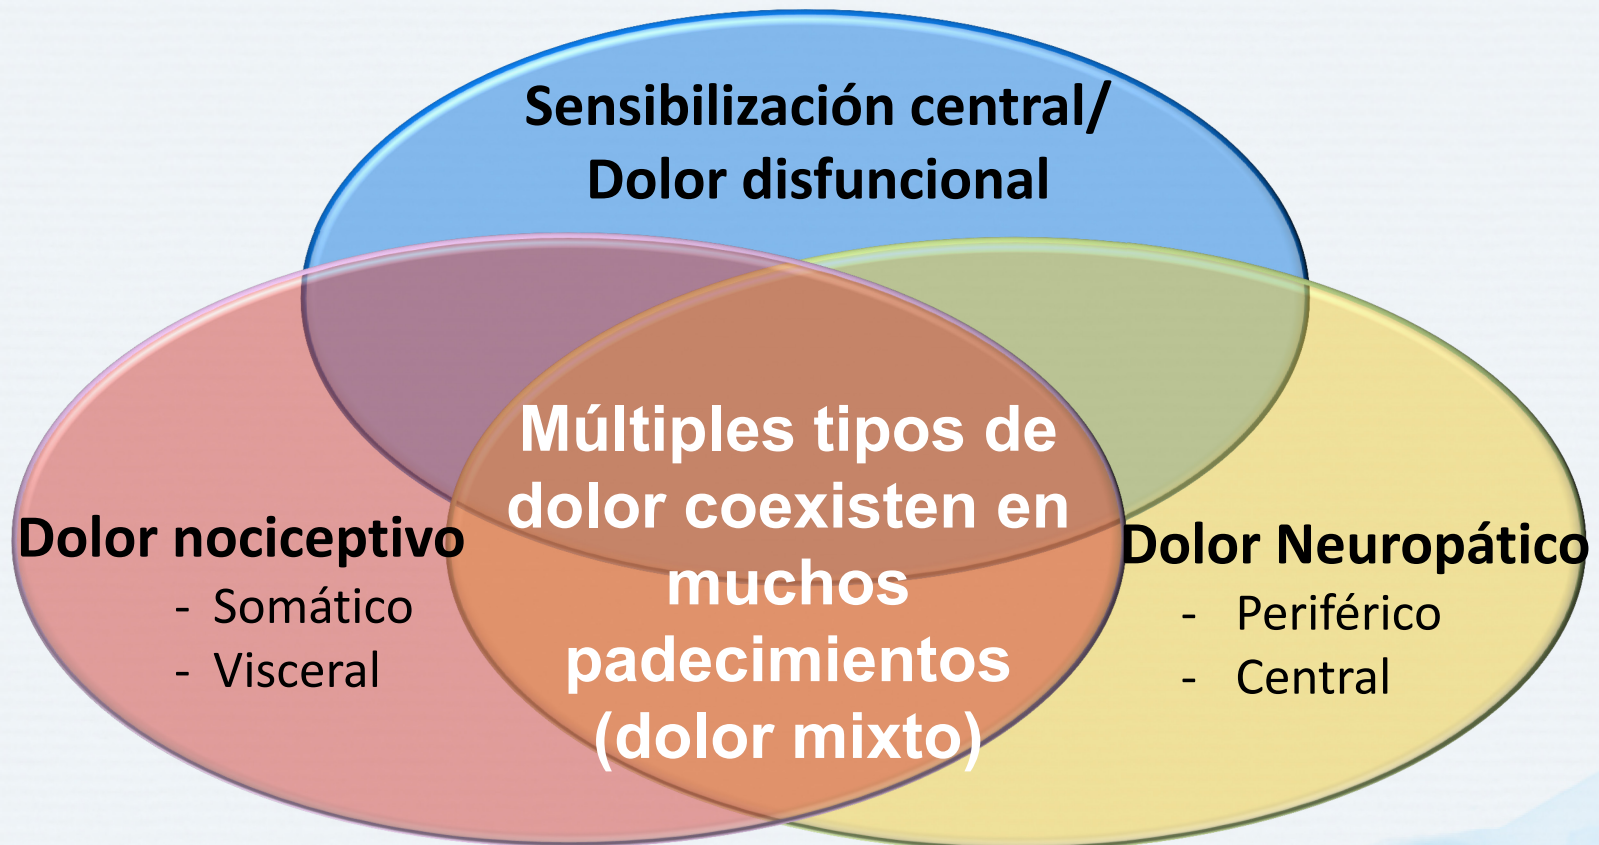 Sensibilización central/
Dolor disfuncional
Dolor nociceptivo
- Somático
- Visceral
Múltiples tipos de
dolor coexisten en
muchos
padecimientos
(dolor mixto)
Dolor Neuropático
- Periférico
- Central